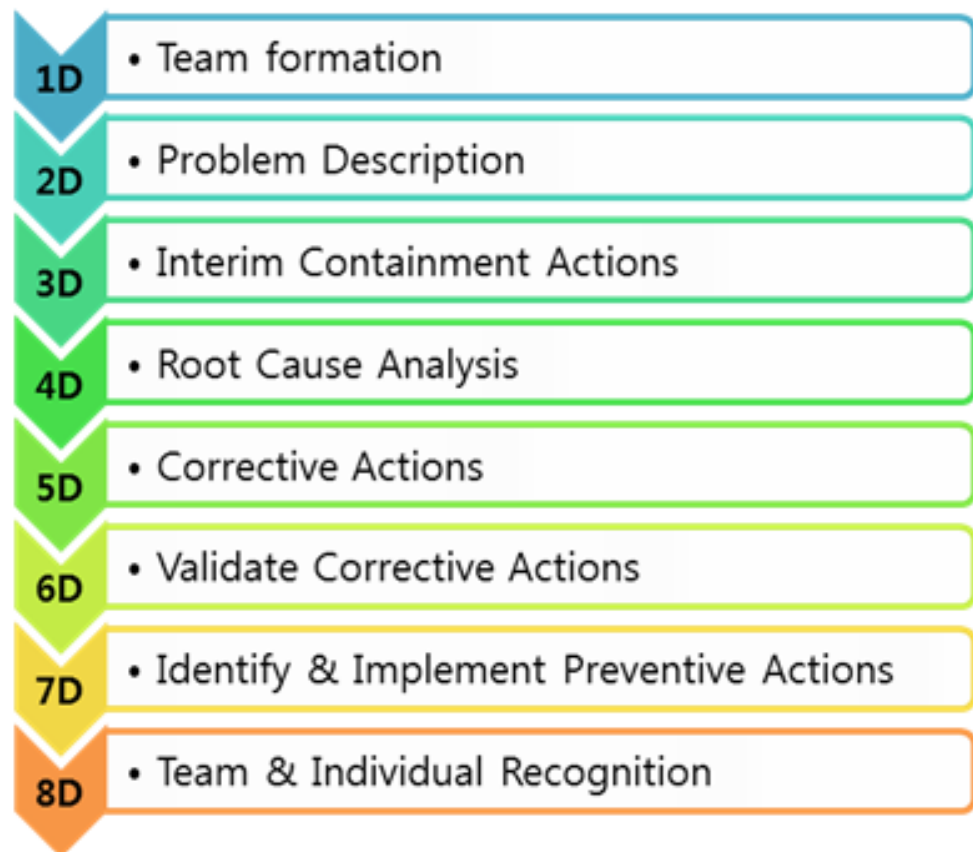 1D • Team formation
2D • Problem Description
3D • Interim Containment Actions
4D • Root Cause Analysis
5D • Corrective Actions
6D • Validate Corrective Actions
7D • Identify & Implement Preventive Actions
8D • Team & Individual Recognition